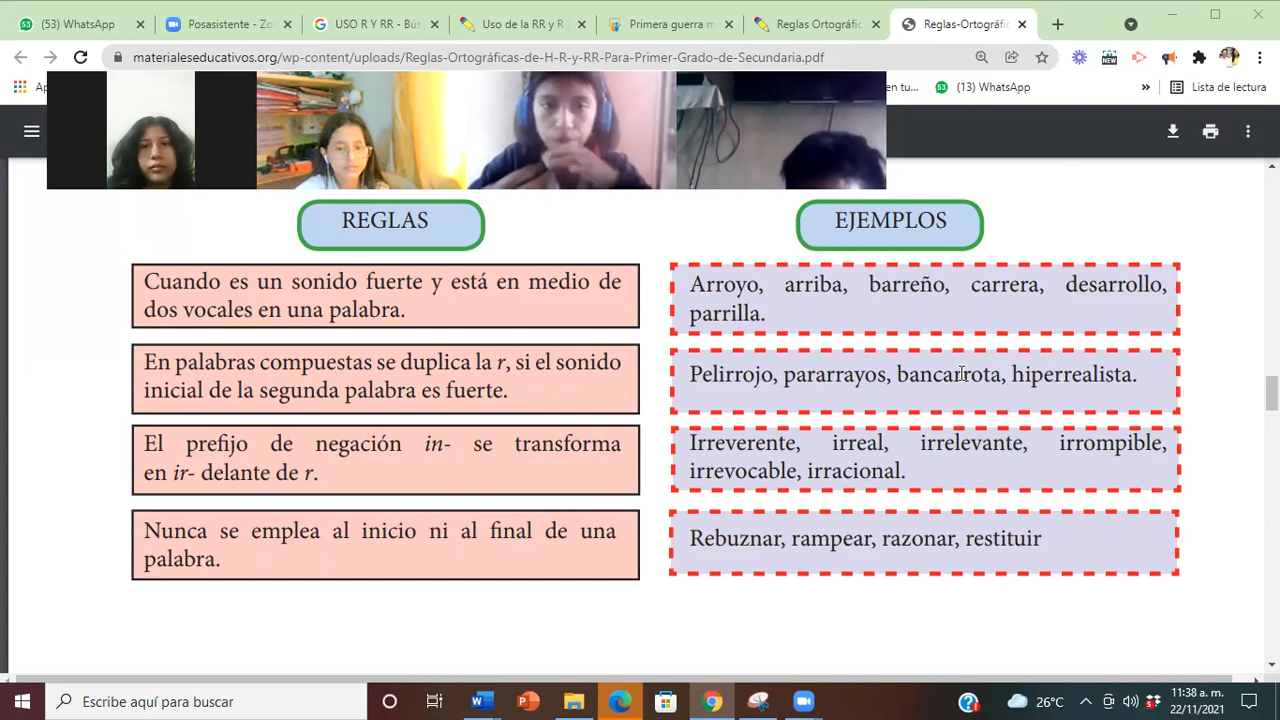 (53) WhatsApp
Posasistente - Zo
USO R Y RR - Bús
Uso de la RR y R
Primera guerra m
Reglas Ortográfic
Reglas-Ortográfi
materialeseducativos.org/wp-content/uploads/Reglas-Ortográficas-de-H-R-y-RR-Para-Primer-Grado-de-Secundaria.pdf
Ap
en tu...
(13) WhatsApp
»
Lista de lectura
REGLAS
EJEMPLOS
Cuando es un sonido fuerte y está en medio de
dos vocales en una palabra.
Arroyo, arriba, barreño, carrera, desarrollo,
parrilla.
En palabras compuestas se duplica la r, si el sonido
inicial de la segunda palabra es fuerte.
Pelirrojo, pararrayos, bancarrota, hiperrealista.
El prefijo de negación in- se transforma
en ir- delante de r.
Irreverente, irreal, irrelevante, irrompible,
irrevocable, irracional.
Nunca se emplea al inicio ni al final de una
palabra.
Rebuznar, rampear, razonar, restituir
Escribe aquí para buscar
26°C
11:38 a. m.
22/11/2021